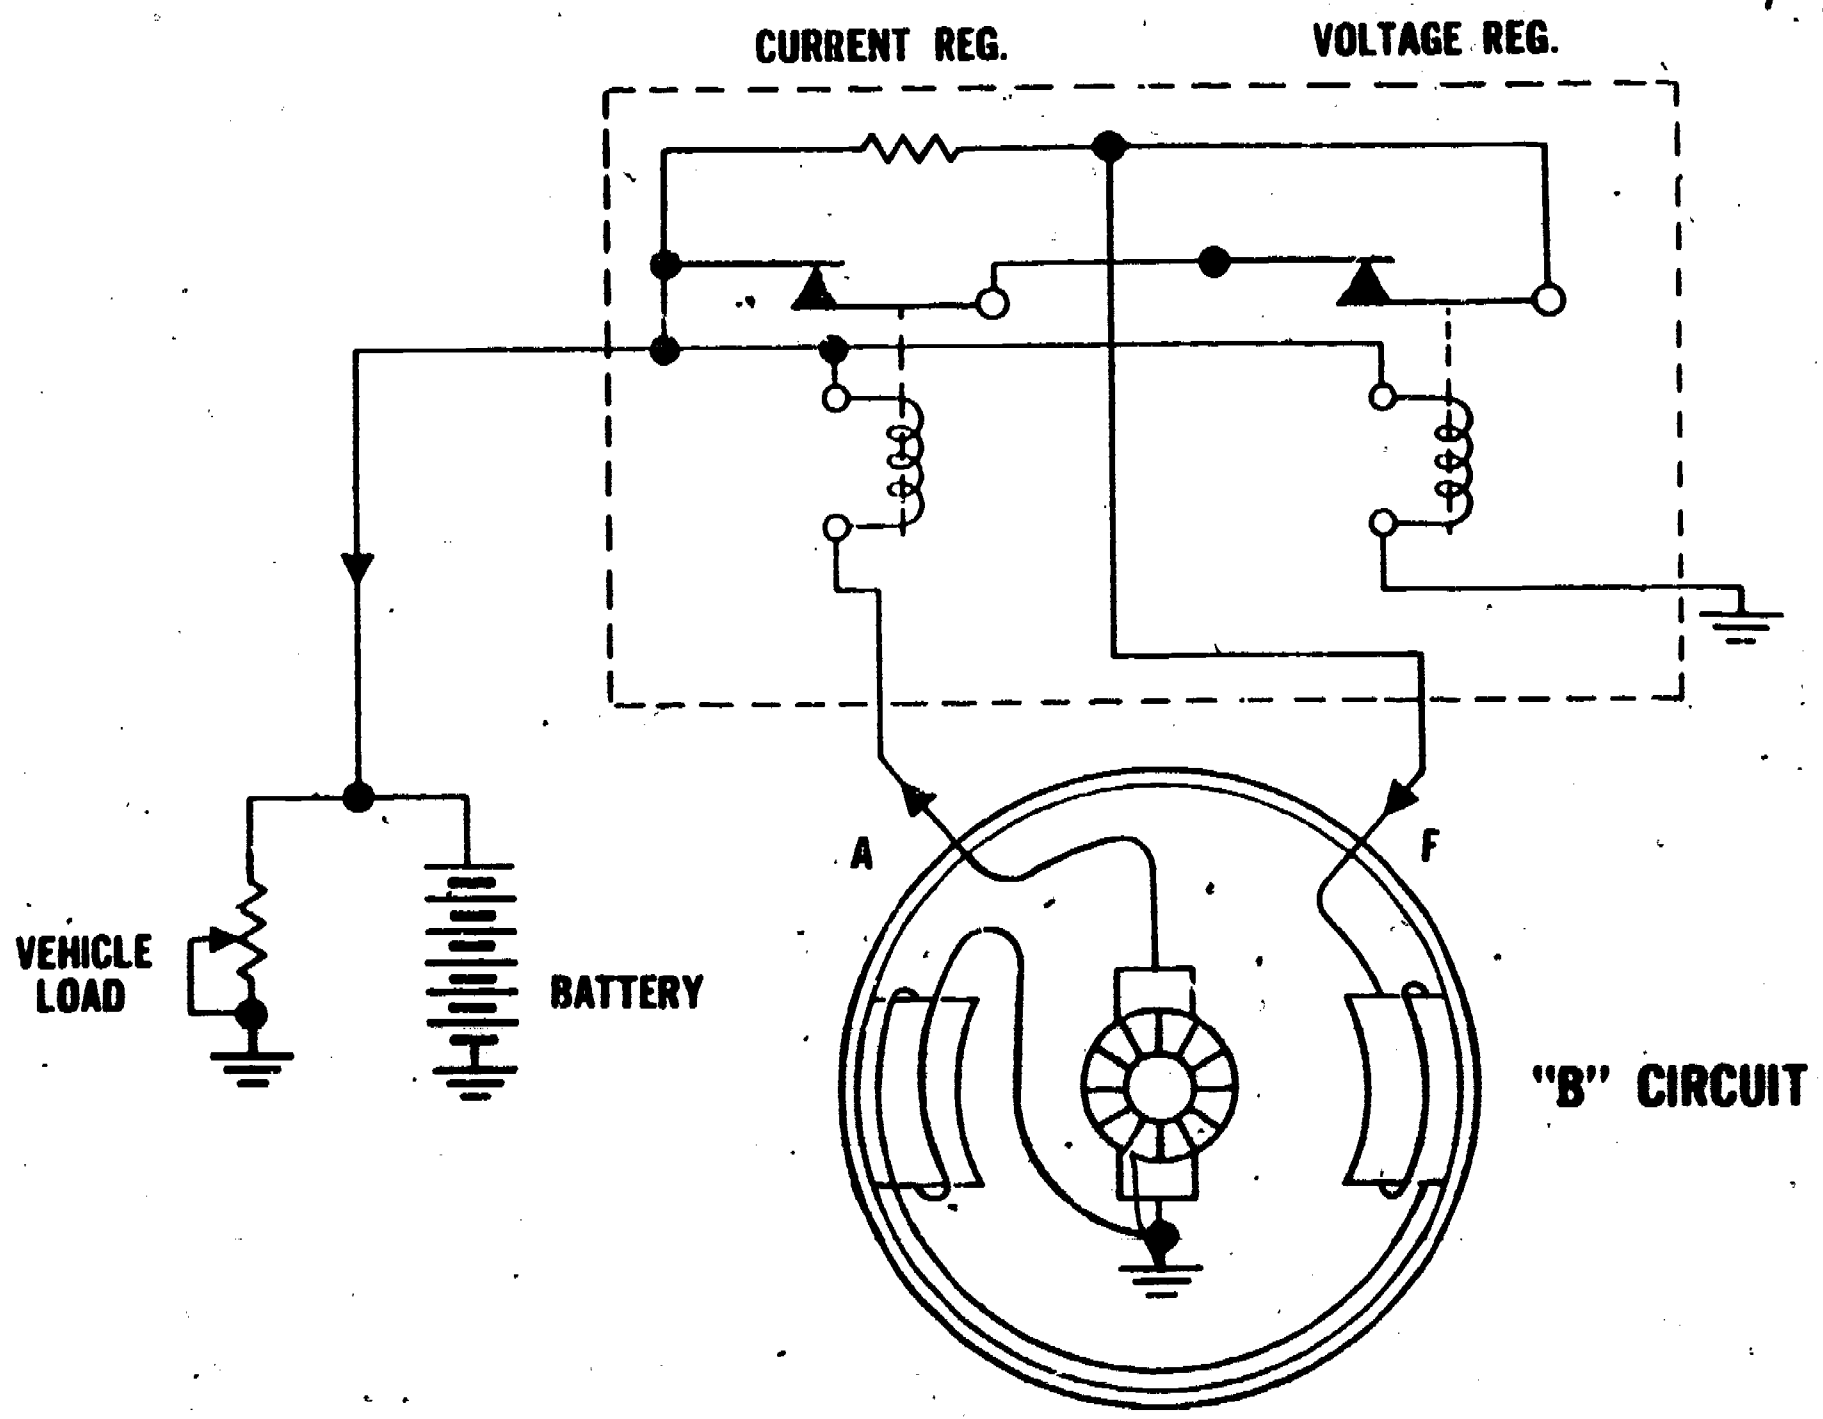 CURRENT REG.
VOLTAGE REG.
A
F
VEHICLE
LOAD
BATTERY
"B" CIRCUIT